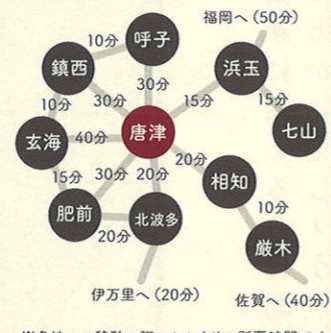 福岡へ（50分）
10分
呼子
鎮西
浜玉
30分
30分
15分
15分
10分
唐津
七山
玄海
40分
20分
15分
30分
20分
相知
肥前
北波多
10分
20分
厳木
伊万里へ（20分）
佐賀へ（40分）